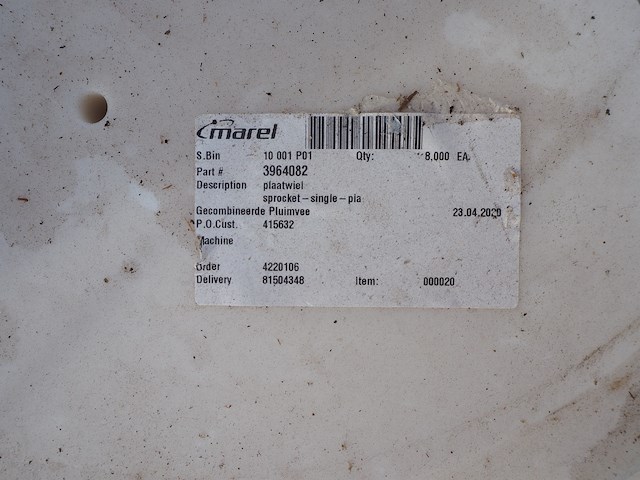 marel
S.Bin 10 001 P01 Qty: 8,000 EA
Part # 3964082
Description plaatwiel
sprocket-single-pla
Gecombineerde Pluimvee 23.04.2020
P.O.Cust. 415632
Machine
Order 4220106
Delivery 81504348 Item: 000020